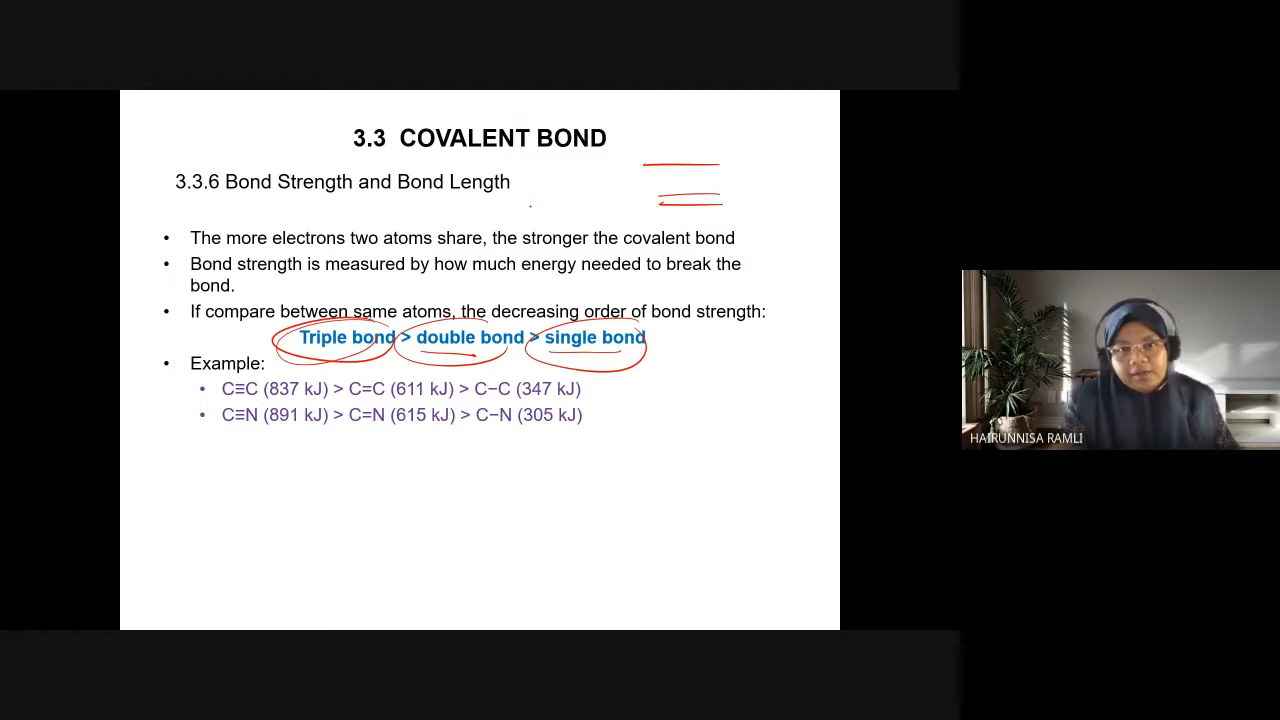 3.3 COVALENT BOND
3.3.6 Bond Strength and Bond Length
• The more electrons two atoms share, the stronger the covalent bond
• Bond strength is measured by how much energy needed to break the
bond.
• If compare between same atoms, the decreasing order of bond strength:
Triple bond > double bond > single bond
• Example:
• C≡C (837 kJ) > C=C (611 kJ) > C−C (347 kJ)
• C≡N (891 kJ) > C=N (615 kJ) > C−N (305 kJ)
HAIRUNNISA RAMLI